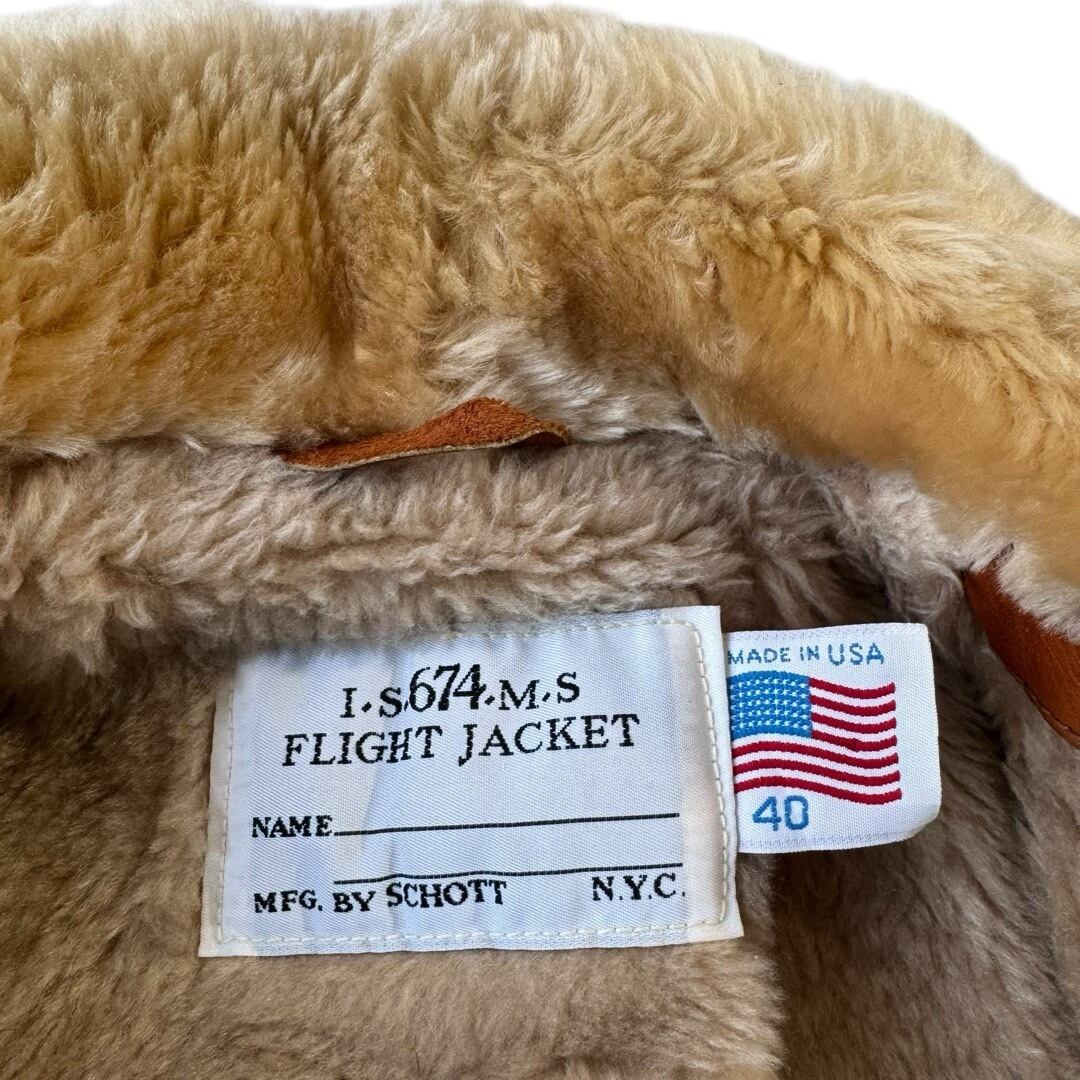 I.S.674.M.S
FLIGHT JACKET
NAME
MFG. BY SCHOTT N.Y.C.
MADE IN USA
40